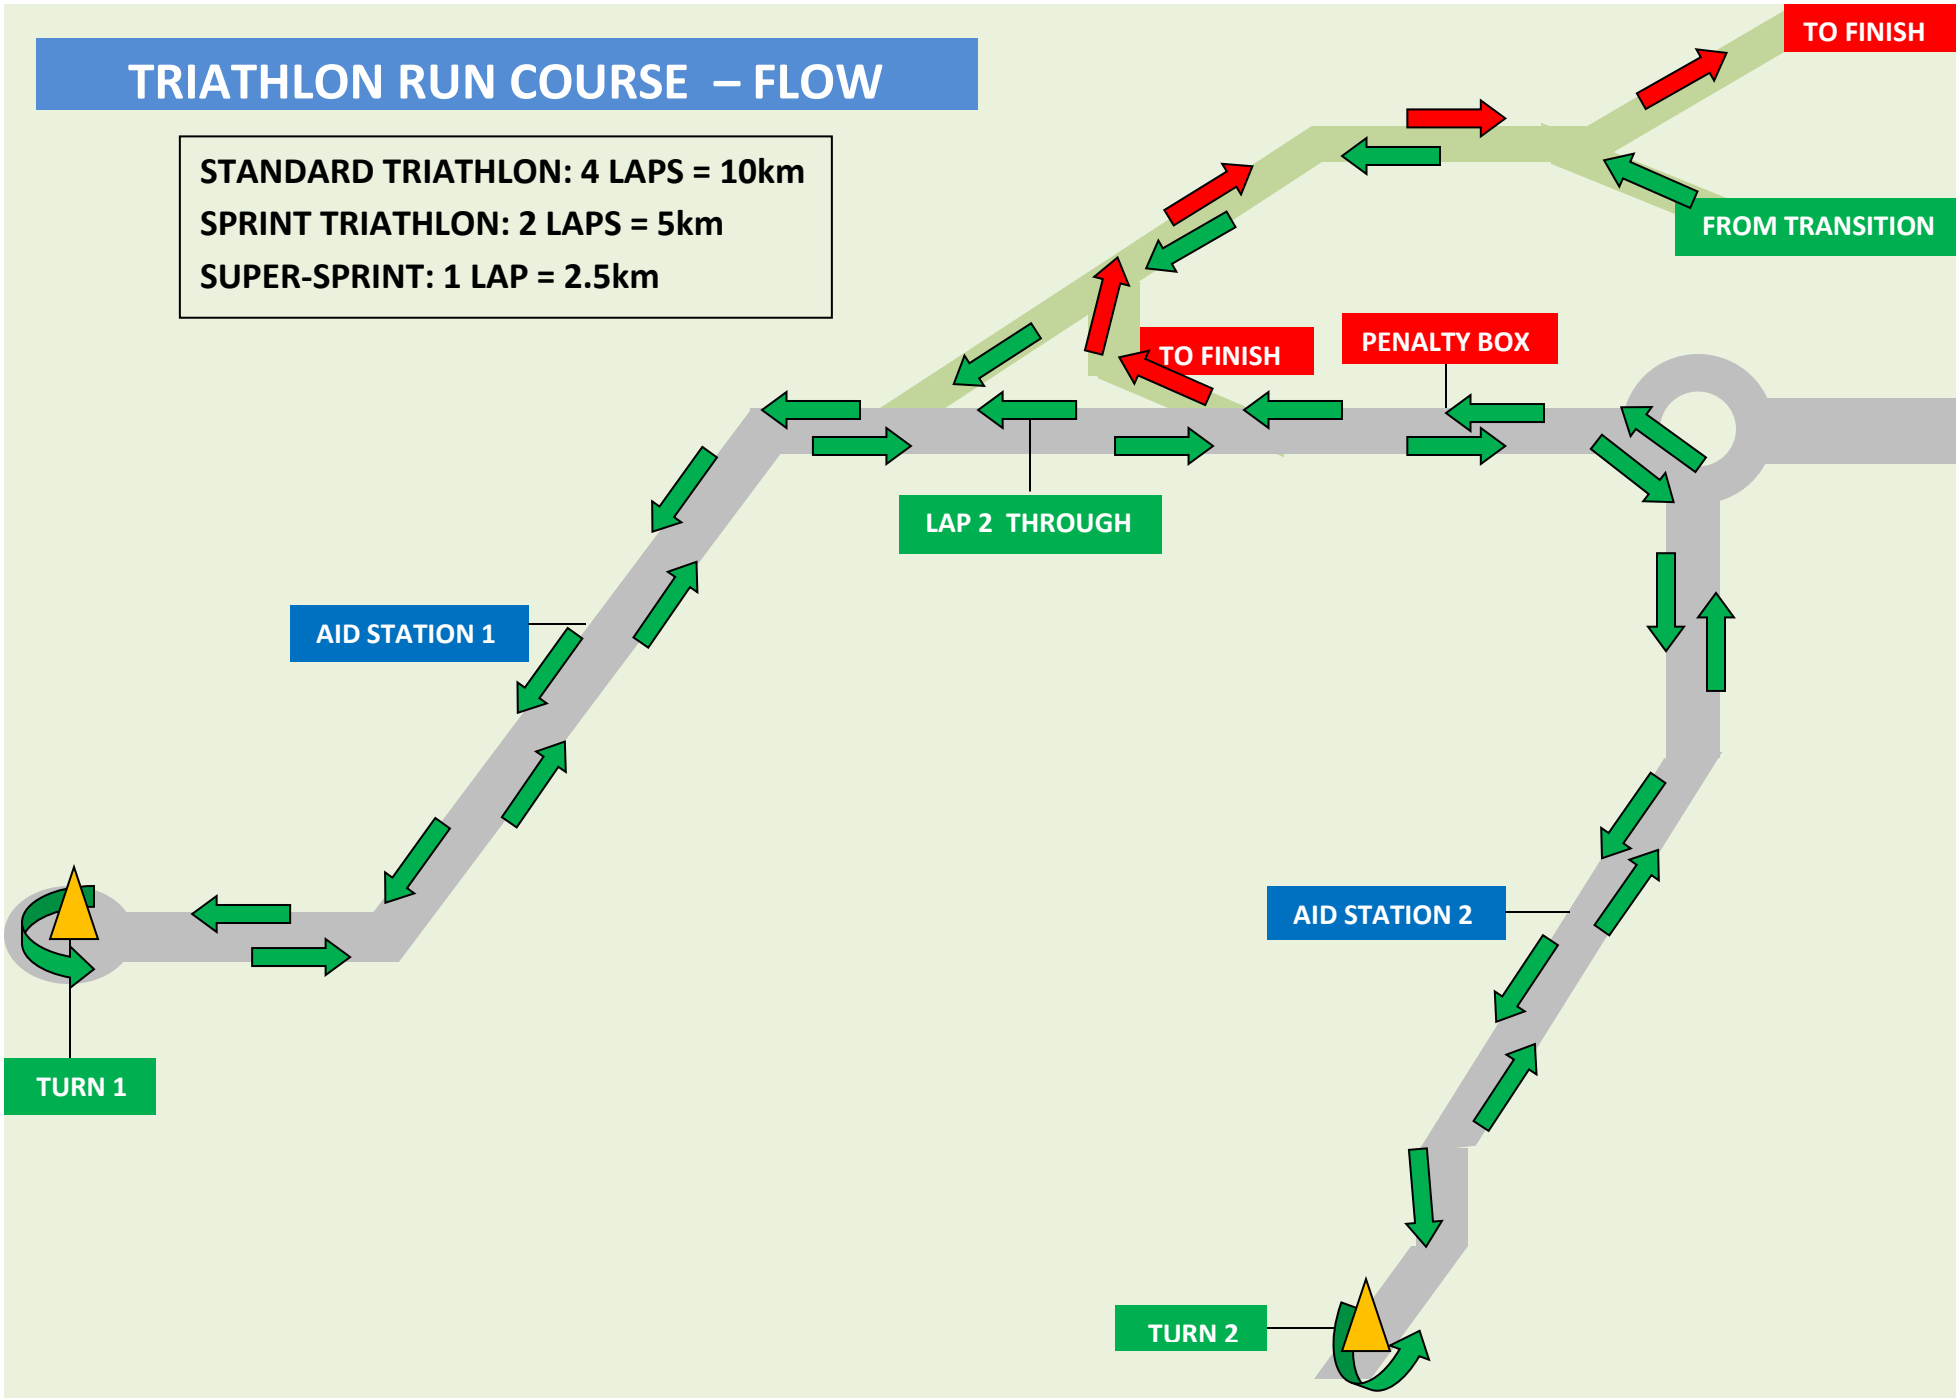 TRIATHLON RUN COURSE – FLOW
STANDARD TRIATHLON: 4 LAPS = 10km
SPRINT TRIATHLON: 2 LAPS = 5km
SUPER-SPRINT: 1 LAP = 2.5km
TO FINISH
FROM TRANSITION
TO FINISH
PENALTY BOX
LAP 2 THROUGH
AID STATION 1
AID STATION 2
TURN 1
TURN 2